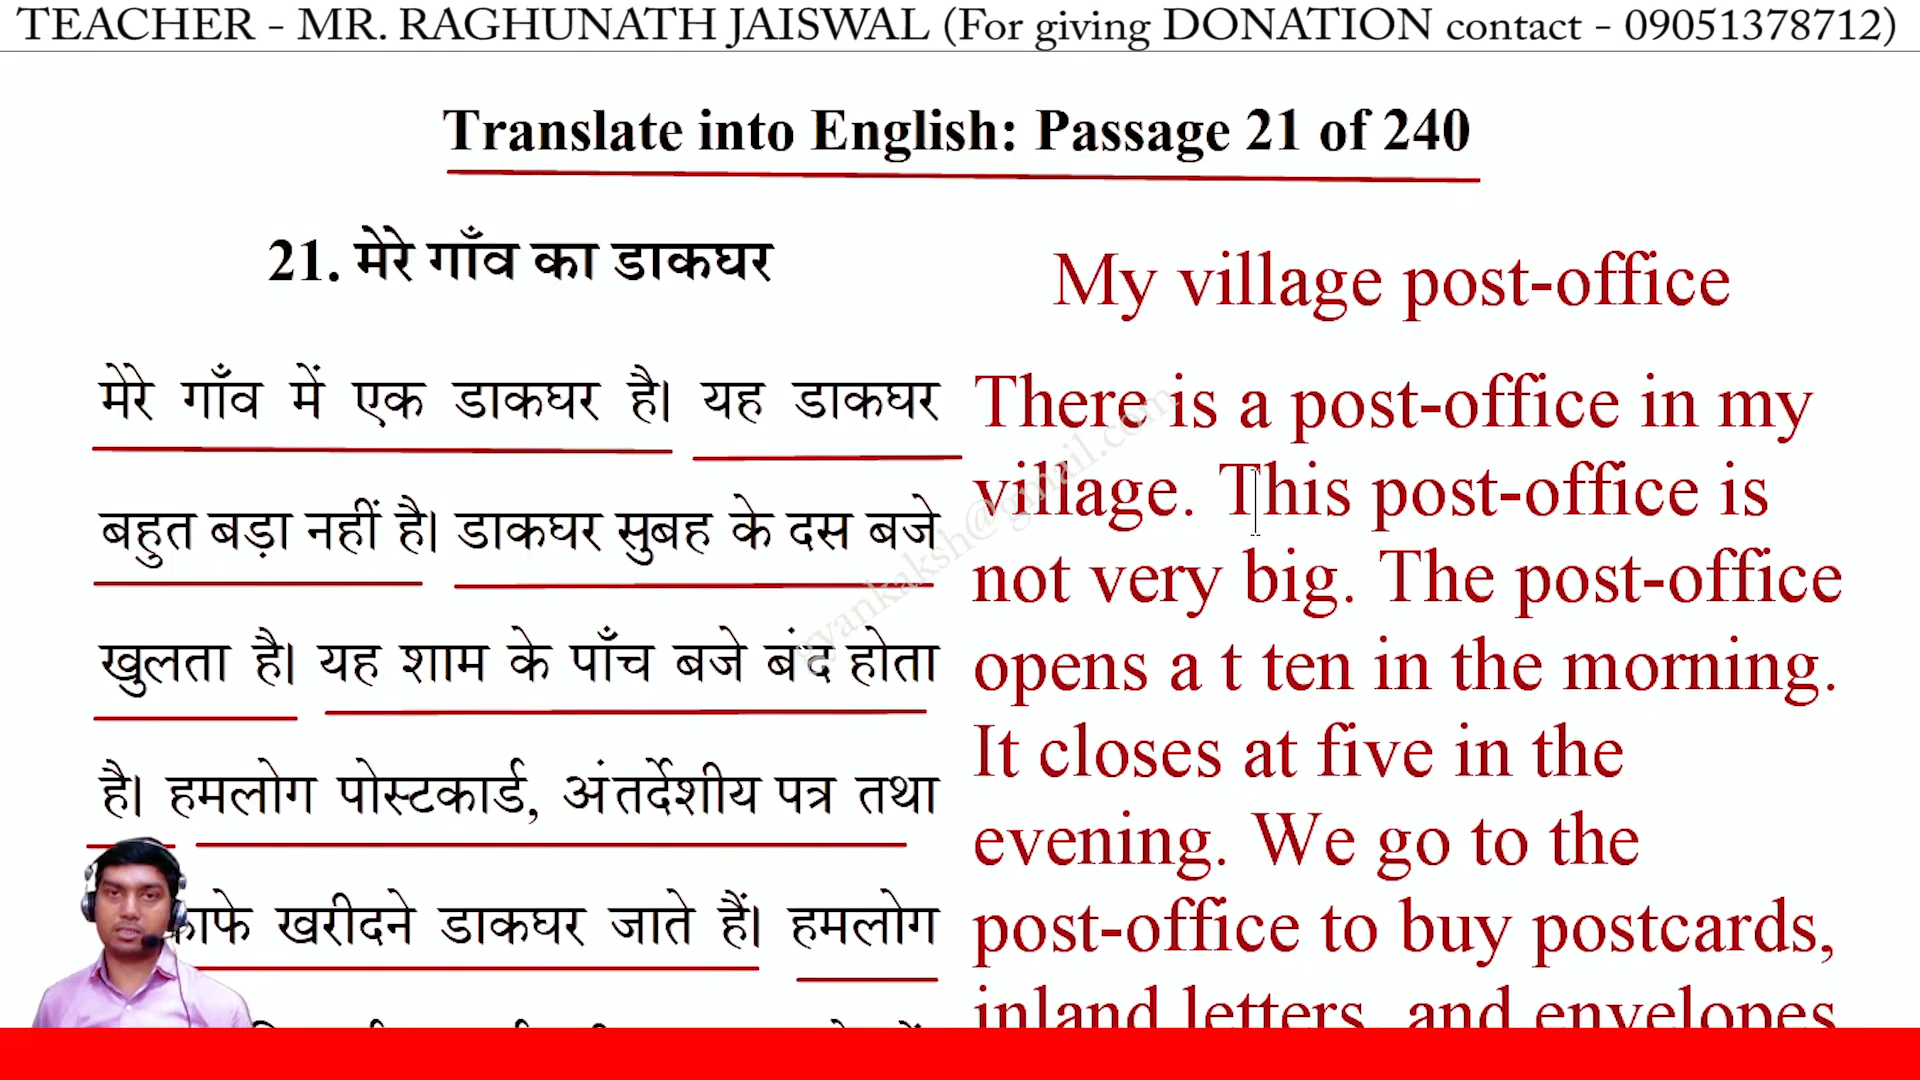 TEACHER - MR. RAGHUNATH JAISWAL (For giving DONATION contact - 09051378712)
Translate into English: Passage 21 of 240
21. मेरे गाँव का डाकघर
मेरे गाँव में एक डाकघर है। यह डाकघर
बहुत बड़ा नहीं है। डाकघर सुबह के दस बजे
खुलता है। यह शाम के पाँच बजे बंद होता
है। हमलोग पोस्टकार्ड, अंतर्देशीय पत्र तथा
खरीदने डाकघर जाते हैं। हमलोग
My village post-office
There is a post-office in my
village. This post-office is
not very big. The post-office
opens a t ten in the morning.
It closes at five in the
evening. We go to the
post-office to buy postcards,
inland letters, and envelopes